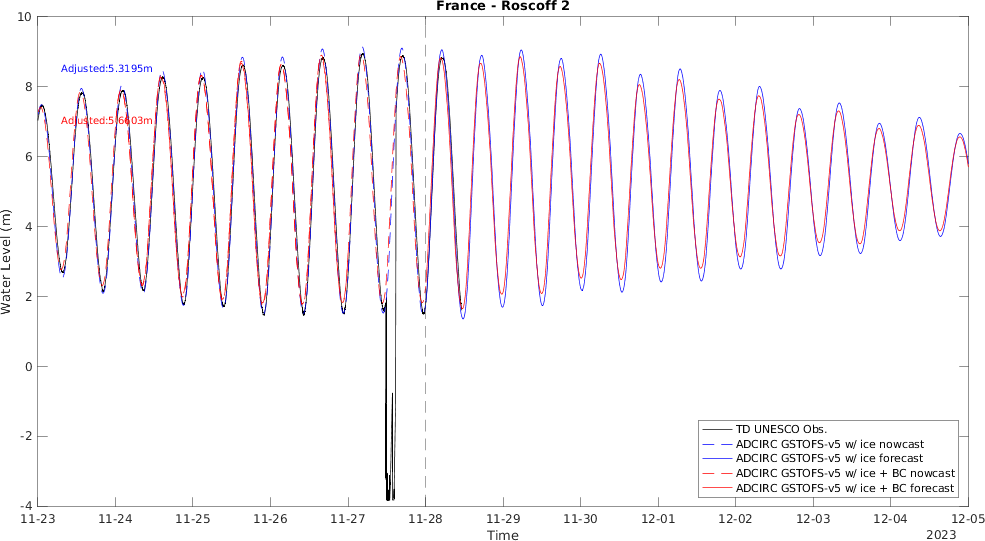 France - Roscoff 2
10
8
6
4
2
0
-2
-4
Water Level (m)
Adjusted:5.3195m
Adjusted:5.6603m
TD UNESCO Obs.
ADCIRC GSTOFS-v5 w/ ice nowcast
ADCIRC GSTOFS-v5 w/ ice forecast
ADCIRC GSTOFS-v5 w/ ice + BC nowcast
ADCIRC GSTOFS-v5 w/ ice + BC forecast
11-23 11-24 11-25 11-26 11-27 11-28 11-29 11-30 12-01 12-02 12-03 12-04 12-05
Time
2023